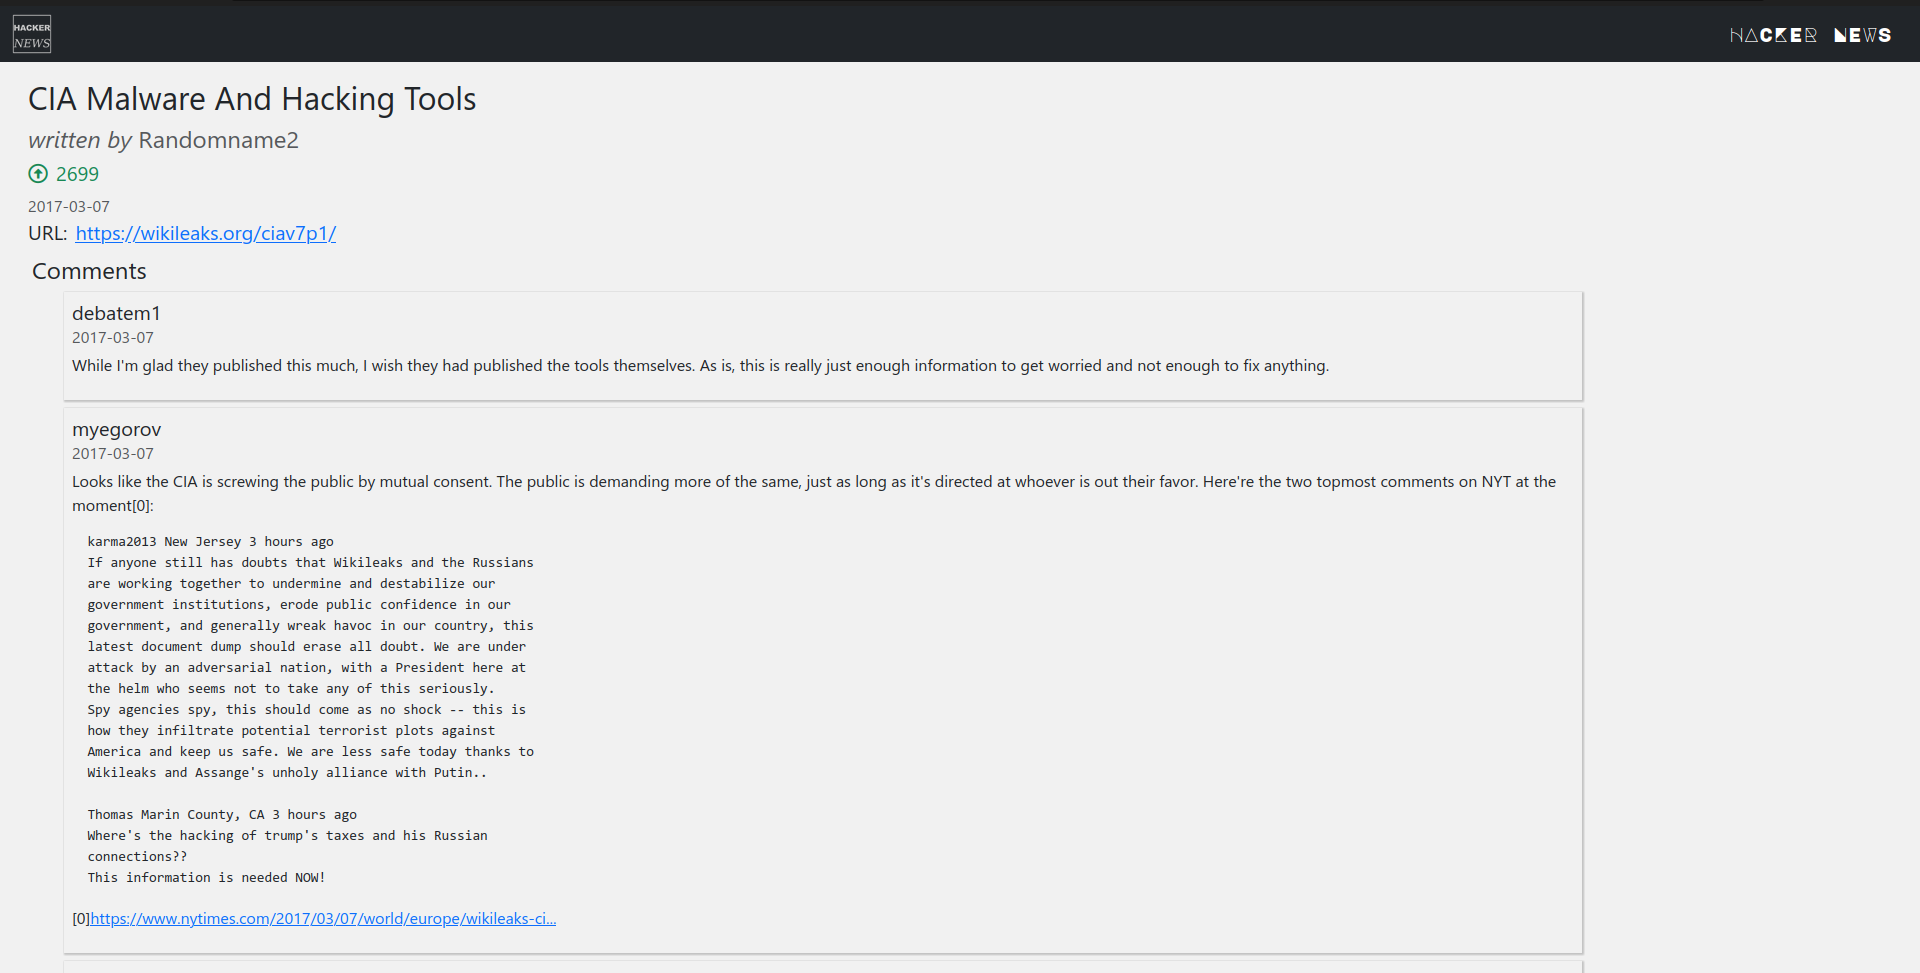 HACKER
NEWS
HACKER NEWS
CIA Malware And Hacking Tools
written by Randomname2
2699
2017-03-07
URL: https://wikileaks.org/ciav7p1/
Comments
debatem1
2017-03-07
While I'm glad they published this much, I wish they had published the tools themselves. As is, this is really just enough information to get worried and not enough to fix anything.
myegorov
2017-03-07
Looks like the CIA is screwing the public by mutual consent. The public is demanding more of the same, just as long as it's directed at whoever is out their favor. Here're the two topmost comments on NYT at the
moment[0]:
karma2013 New Jersey 3 hours ago
If anyone still has doubts that Wikileaks and the Russians
are working together to undermine and destabilize our
government institutions, erode public confidence in our
government, and generally wreak havoc in our country, this
latest document dump should erase all doubt. We are under
attack by an adversarial nation, with a President here at
the helm who seems not to take any of this seriously.
Spy agencies spy, this should come as no shock -- this is
how they infiltrate potential terrorist plots against
America and keep us safe. We are less safe today thanks to
Wikileaks and Assange's unholy alliance with Putin..
Thomas Marin County, CA 3 hours ago
Where's the hacking of trump's taxes and his Russian
connections??
This information is needed NOW!
[0]https://www.nytimes.com/2017/03/07/world/europe/wikileaks-ci...